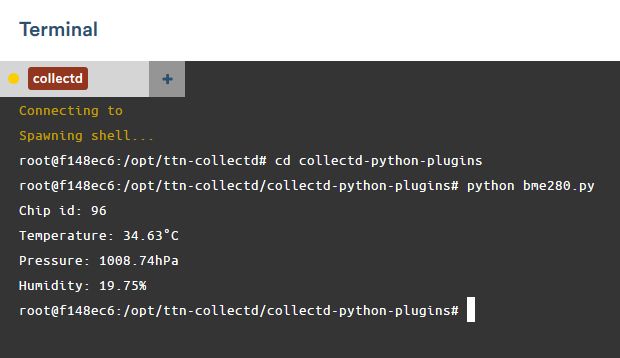 Terminal
collectd +
Connecting to
Spawning shell...
root@f148ec6:/opt/ttn-collectd# cd collectd-python-plugins
root@f148ec6:/opt/ttn-collectd/collectd-python-plugins# python bme280.py
Chip id: 96
Temperature: 34.63°C
Pressure: 1008.74hPa
Humidity: 19.75%
root@f148ec6:/opt/ttn-collectd/collectd-python-plugins#